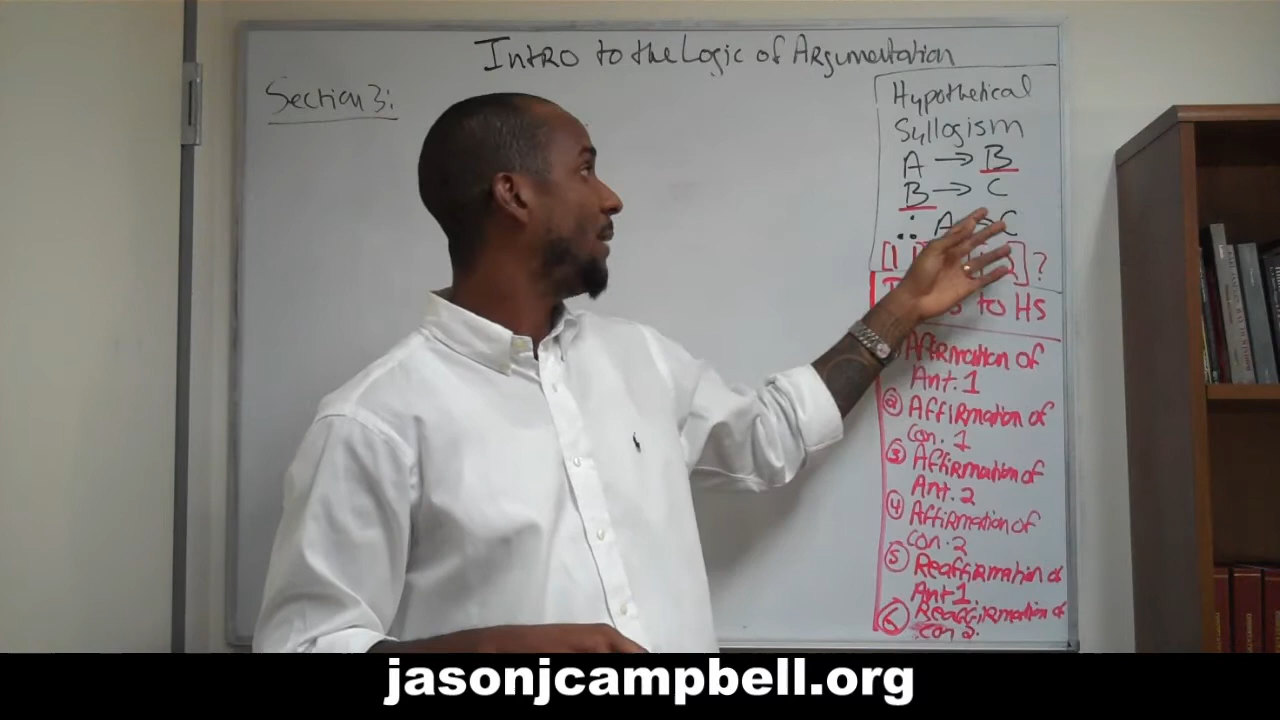 Intro to the Logic of Argumentation
Section 3:
Hypothetical
Syllogism
A → B
B → C
∴ A → C
?
to HS
Affirmation of
Ant. 1
② Affirmation of
Con. 1
③ Affirmation of
Ant. 2
④ Affirmation of
Con. 2
⑤ Reaffirmation of
Ant 1.
⑥ Reaffirmation of
Con 2.
jasonjcampbell.org